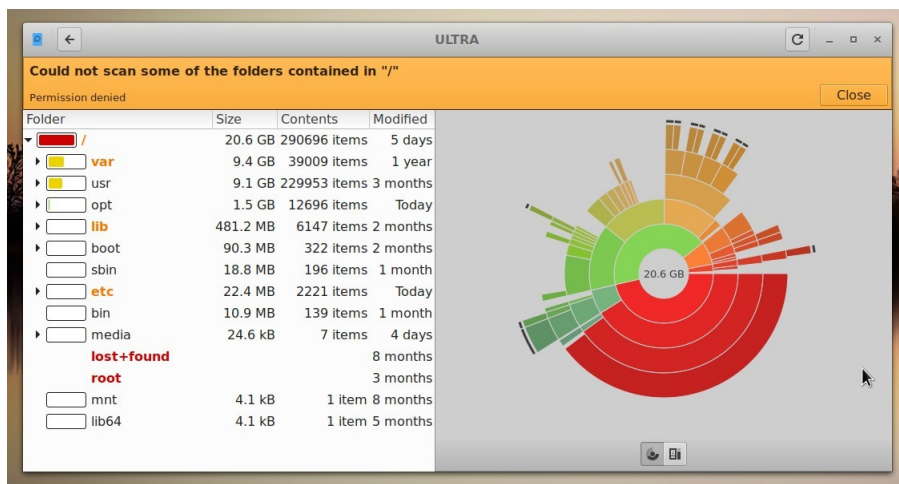 ULTRA
Could not scan some of the folders contained in "/"
Permission denied
Close
Folder Size Contents Modified
/ 20.6 GB 290696 items 5 days
var 9.4 GB 39009 items 1 year
usr 9.1 GB 229953 items 3 months
opt 1.5 GB 12696 items Today
lib 481.2 MB 6147 items 2 months
boot 90.3 MB 322 items 2 months
sbin 18.8 MB 196 items 1 month
etc 22.4 MB 2221 items Today
bin 10.9 MB 139 items 1 month
media 24.6 kB 7 items 4 days
lost+found 8 months
root 3 months
mnt 4.1 kB 1 item 8 months
lib64 4.1 kB 1 item 5 months
20.6 GB